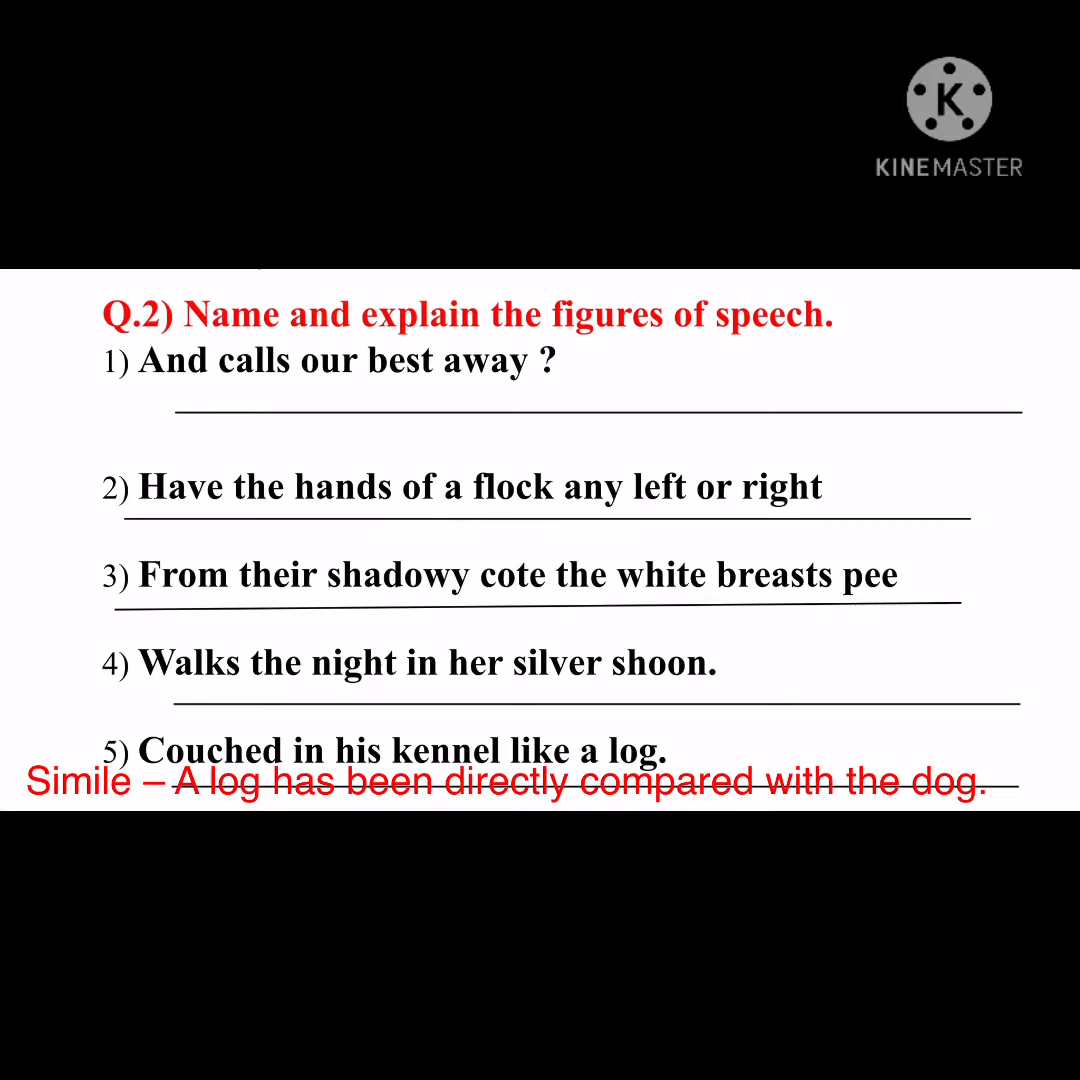 K
KINEMASTER
Q.2) Name and explain the figures of speech.
1) And calls our best away ?
2) Have the hands of a flock any left or right
3) From their shadowy cote the white breasts pee
4) Walks the night in her silver shoon.
5) Couched in his kennel like a log.
Simile – A log has been directly compared with the dog.